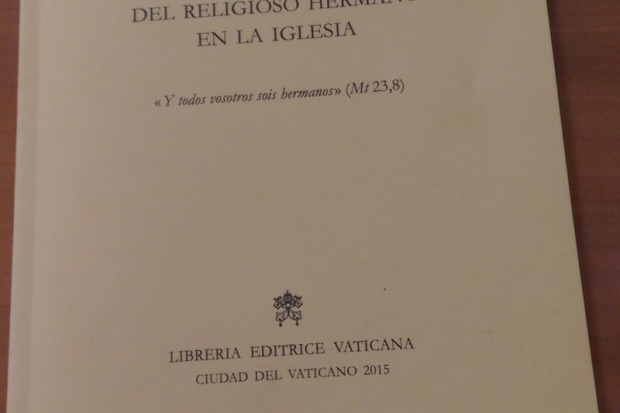 DEL RELIGIOSO HERMANO
EN LA IGLESIA
« Y todos vosotros sois hermanos» (Mt 23,8)
LIBRERIA EDITRICE VATICANA
CIUDAD DEL VATICANO 2015